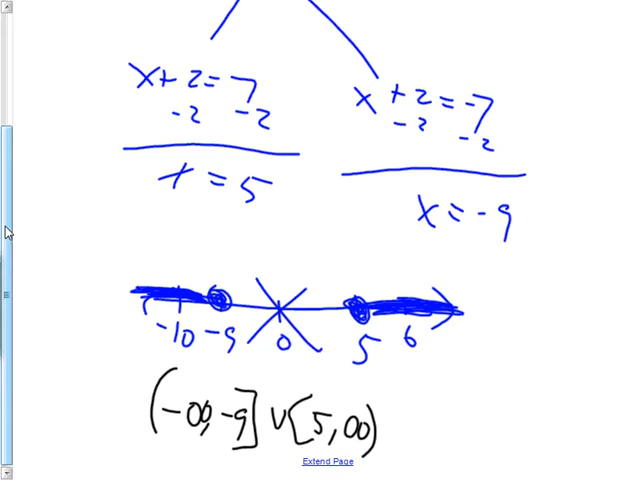 x + 2 = 7
-2 -2
x = 5
x + 2 = -7
-2 -2
x = -9
-10 -9 0 5 6
(-∞, -9] ∪ [5, ∞)
Extend Page